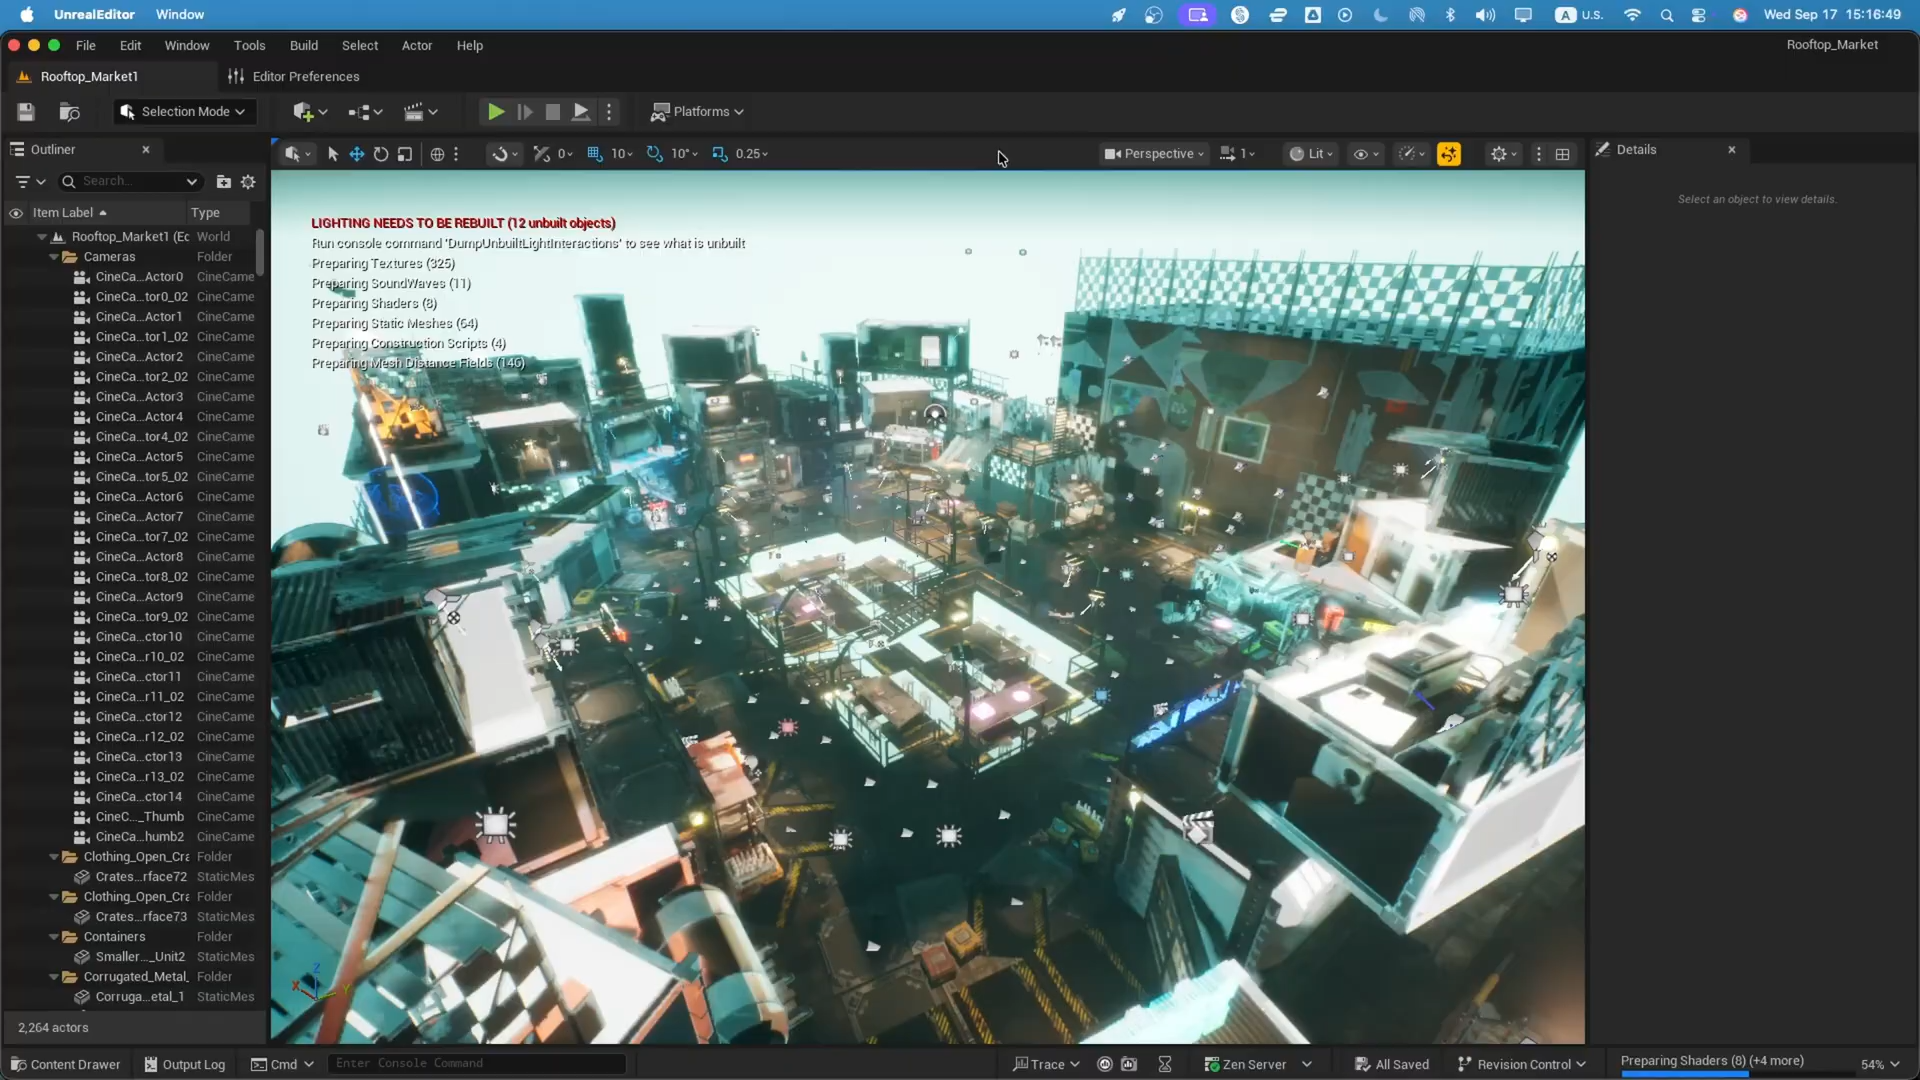 UnrealEditor Window
A U.S. Wed Sep 17 15:16:49
File Edit Window Tools Build Select Actor Help Rooftop_Market
Rooftop_Market1 Editor Preferences
Selection Mode Platforms
Outliner
0 10 10° 0.25
Perspective 1 Lit
Details
Search...
Select an object to view details.
Item Label Type
Rooftop_Market1 (Ec World
Cameras Folder
CineCa...Actor0 CineCame
CineCa...tor0_02 CineCame
CineCa...Actor1 CineCame
CineCa...tor1_02 CineCame
CineCa...Actor2 CineCame
CineCa...tor2_02 CineCame
CineCa...Actor3 CineCame
CineCa...Actor4 CineCame
CineCa...tor4_02 CineCame
CineCa...Actor5 CineCame
CineCa...tor5_02 CineCame
CineCa...Actor6 CineCame
CineCa...Actor7 CineCame
CineCa...tor7_02 CineCame
CineCa...Actor8 CineCame
CineCa...tor8_02 CineCame
CineCa...Actor9 CineCame
CineCa...tor9_02 CineCame
CineCa...ctor10 CineCame
CineCa...r10_02 CineCame
CineCa...ctor11 CineCame
CineCa...r11_02 CineCame
CineCa...ctor12 CineCame
CineCa...r12_02 CineCame
CineCa...ctor13 CineCame
CineCa...r13_02 CineCame
CineCa...ctor14 CineCame
CineC..._Thumb CineCame
CineCa...humb2 CineCame
Clothing_Open_Cra Folder
Crates...rface72 StaticMes
Clothing_Open_Cra Folder
Crates...rface73 StaticMes
Containers Folder
Smaller..._Unit2 StaticMes
Corrugated_Metal_ Folder
Corruga...etal_1 StaticMes
2,264 actors
LIGHTING NEEDS TO BE REBUILT (12 unbuilt objects)
Run console command 'DumpUnbuiltLightInteractions' to see what is unbuilt
Preparing Textures (325)
Preparing SoundWaves (11)
Preparing Shaders (8)
Preparing Static Meshes (64)
Preparing Construction Scripts (4)
Preparing Mesh Distance Fields (146)
Z
X Y
Content Drawer Output Log Cmd Enter Console Command Trace Zen Server All Saved Revision Control Preparing Shaders (8) (+4 more) 54%